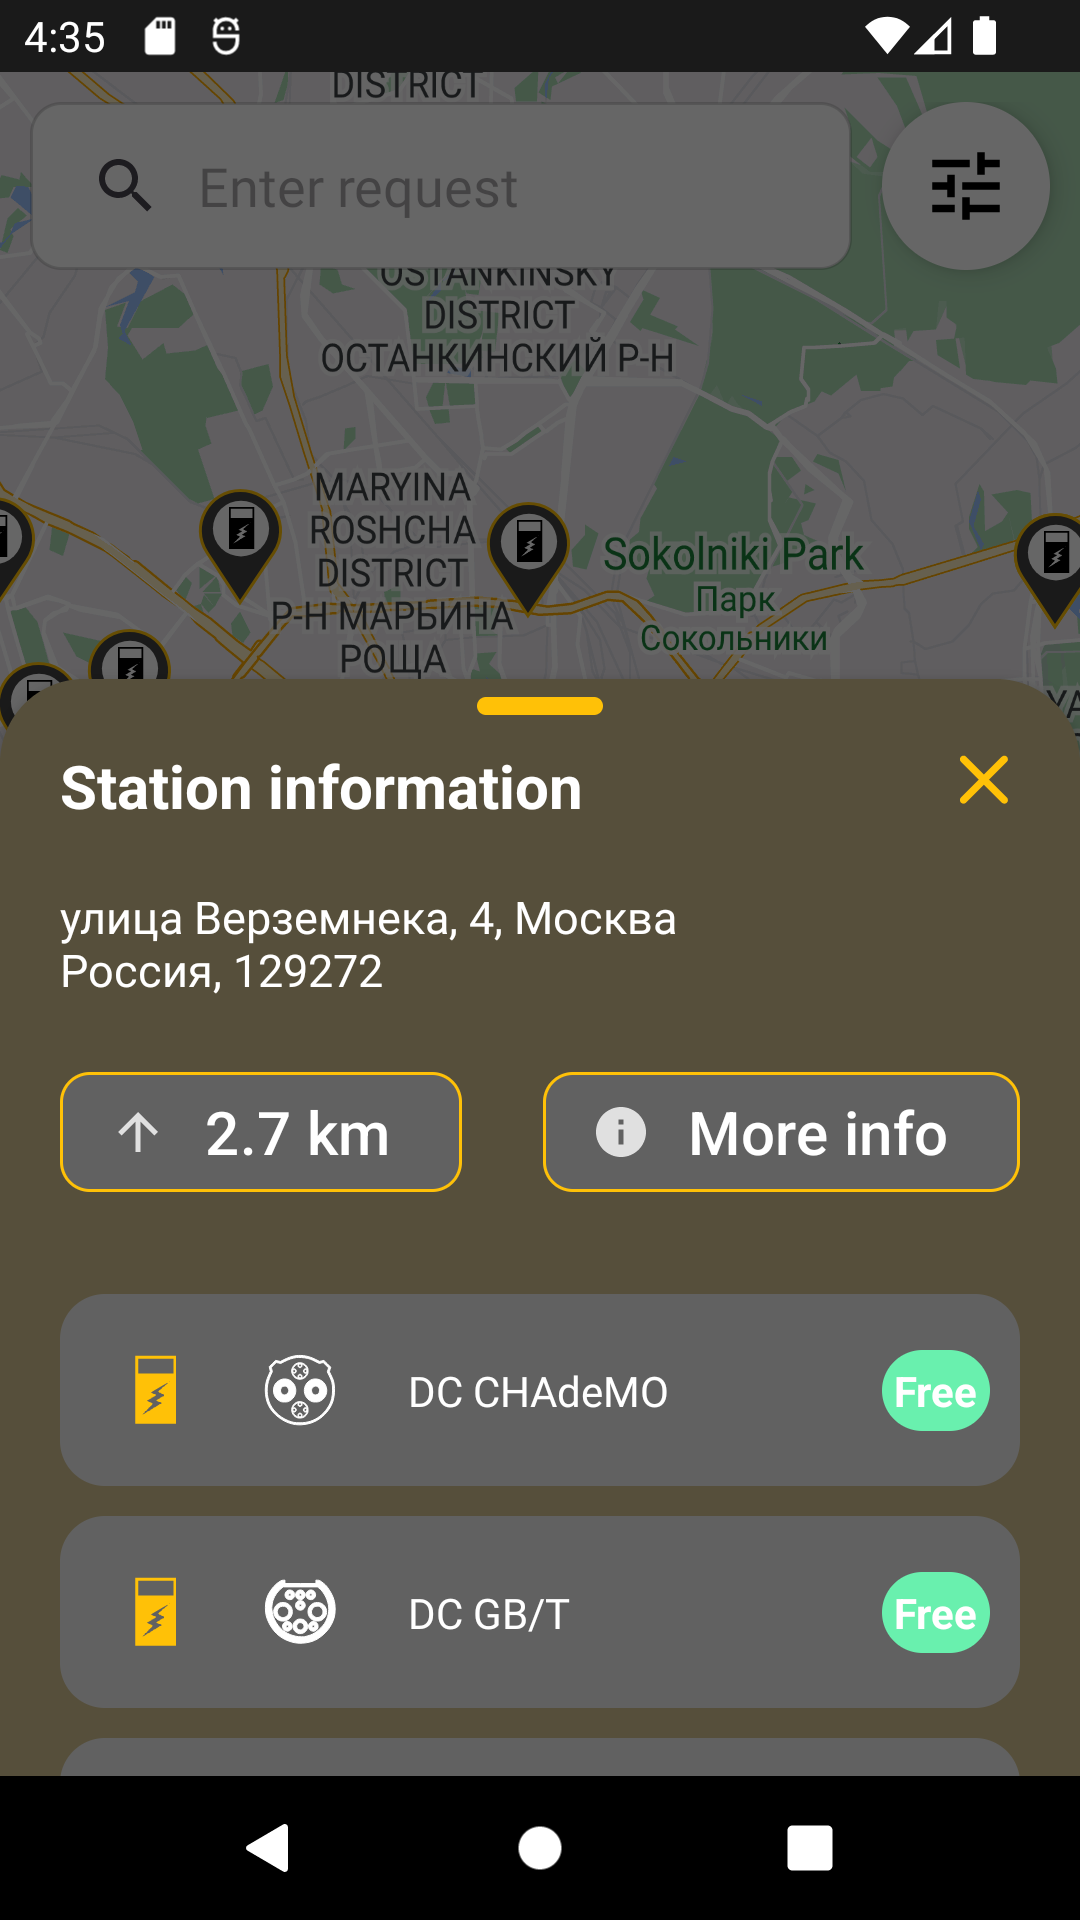 4:35
DISTRICT
Enter request
OSTANKINSKY
DISTRICT
ОСТАНКИНСКИЙ Р-Н
MARYINA
ROSHCHA
DISTRICT
Р-Н МАРЬИНА
РОЩА
Sokolniki Park
Парк
Сокольники
Station information
улица Верземнека, 4, Москва
Россия, 129272
2.7 km
More info
DC CHAdeMO
Free
DC GB/T
Free